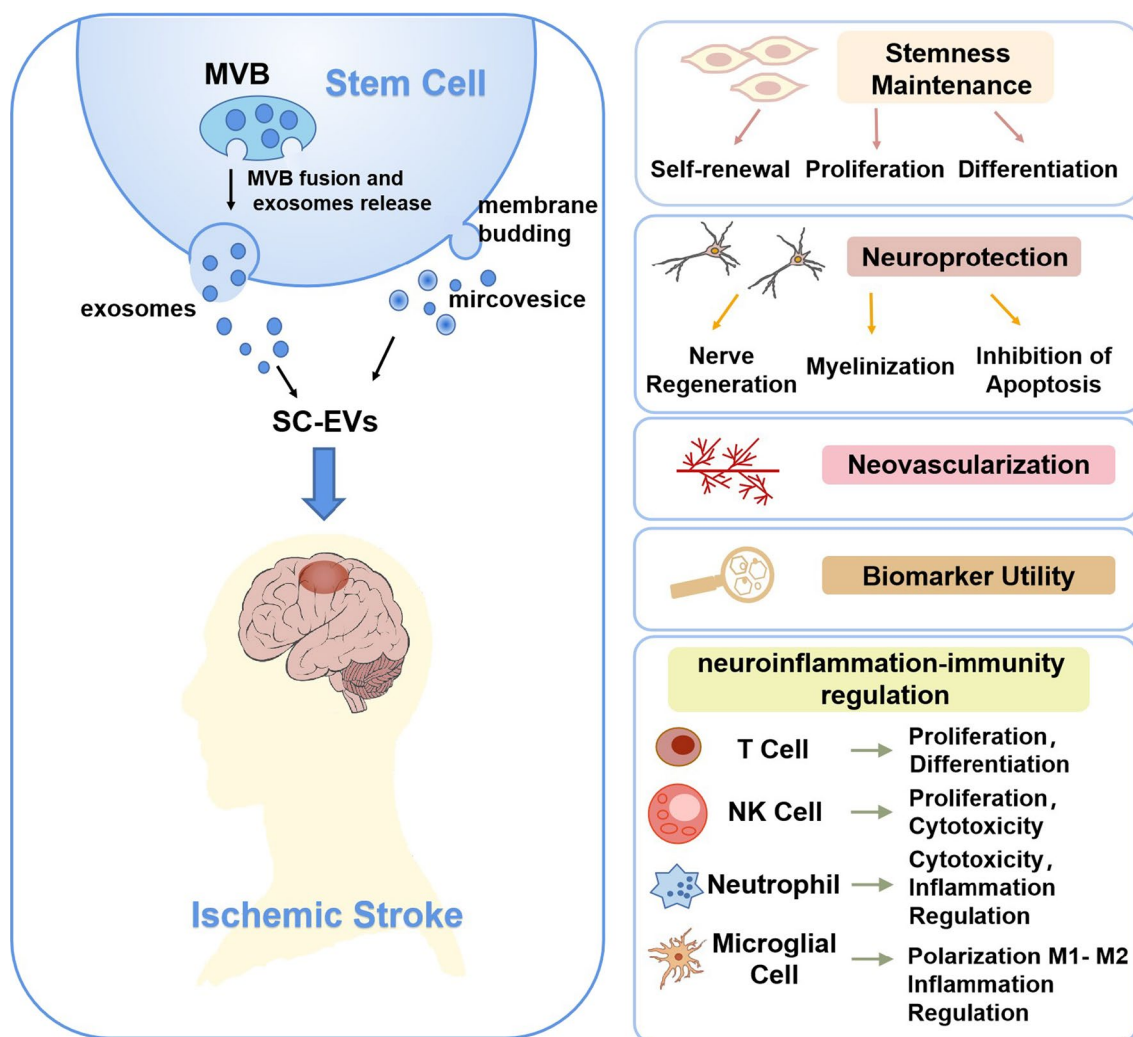 MVB
Stem Cell
MVB fusion and
exosomes release
membrane
budding
exosomes
mircovesice
SC-EVs
Ischemic Stroke
Stemness
Maintenance
Self-renewal
Proliferation
Differentiation
Neuroprotection
Nerve
Regeneration
Myelinization
Inhibition of
Apoptosis
Neovascularization
Biomarker Utility
neuroinflammation-immunity
regulation
T Cell
Proliferation,
Differentiation
NK Cell
Proliferation,
Cytotoxicity
Neutrophil
Cytotoxicity,
Inflammation
Regulation
Microglial
Cell
Polarization M1- M2
Inflammation
Regulation